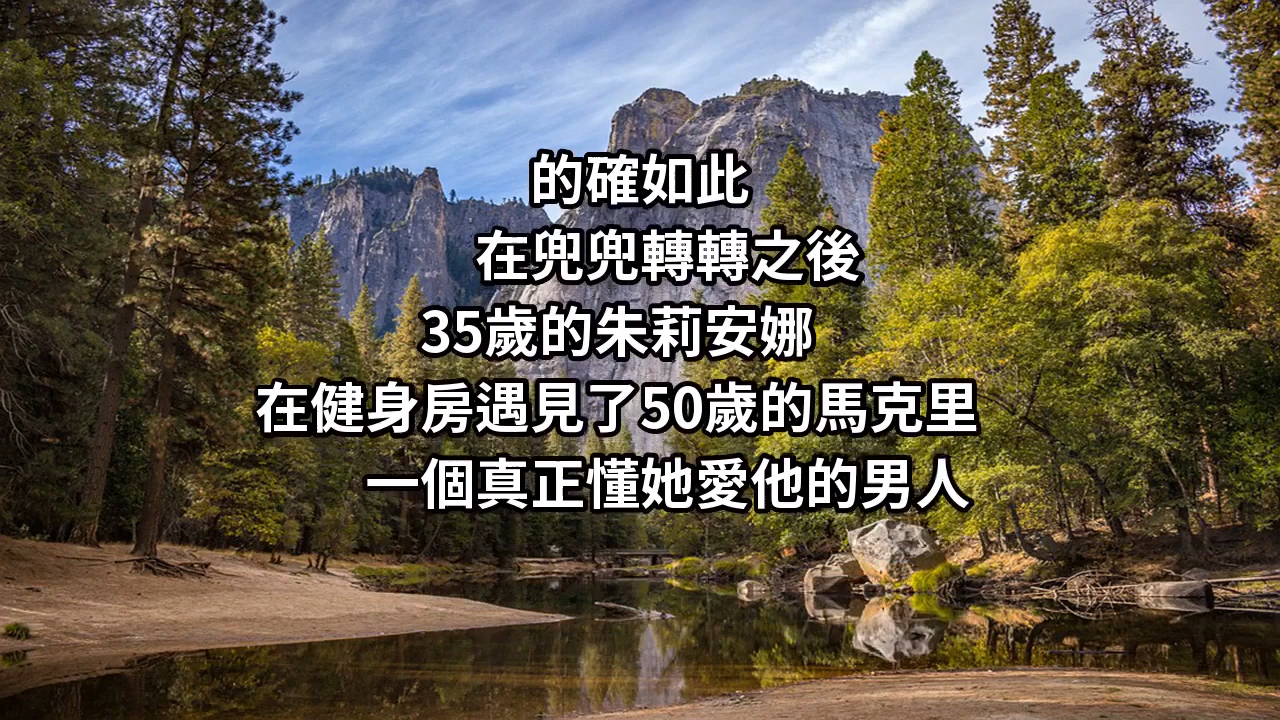 的確如此
在兜兜轉轉之後
35歲的朱莉安娜
在健身房遇見了50歲的馬克里
一個真正懂她愛他的男人